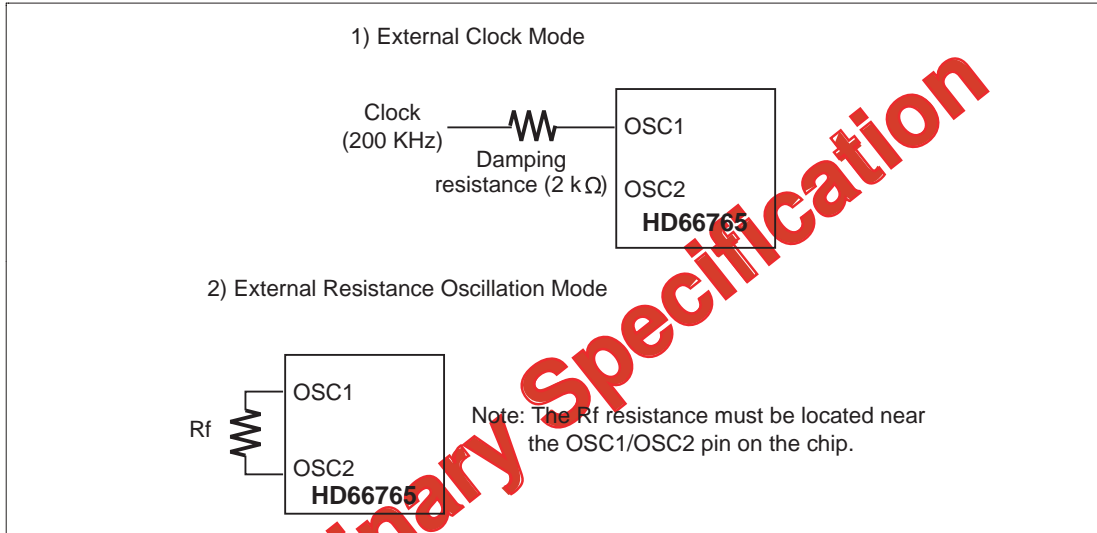 1) External Clock Mode
Clock
(200 KHz)
Damping
resistance (2 kΩ)
OSC1
OSC2
HD66765
2) External Resistance Oscillation Mode
Rf
OSC1
OSC2
HD66765
Note: The Rf resistance must be located near
the OSC1/OSC2 pin on the chip.
inary Specification